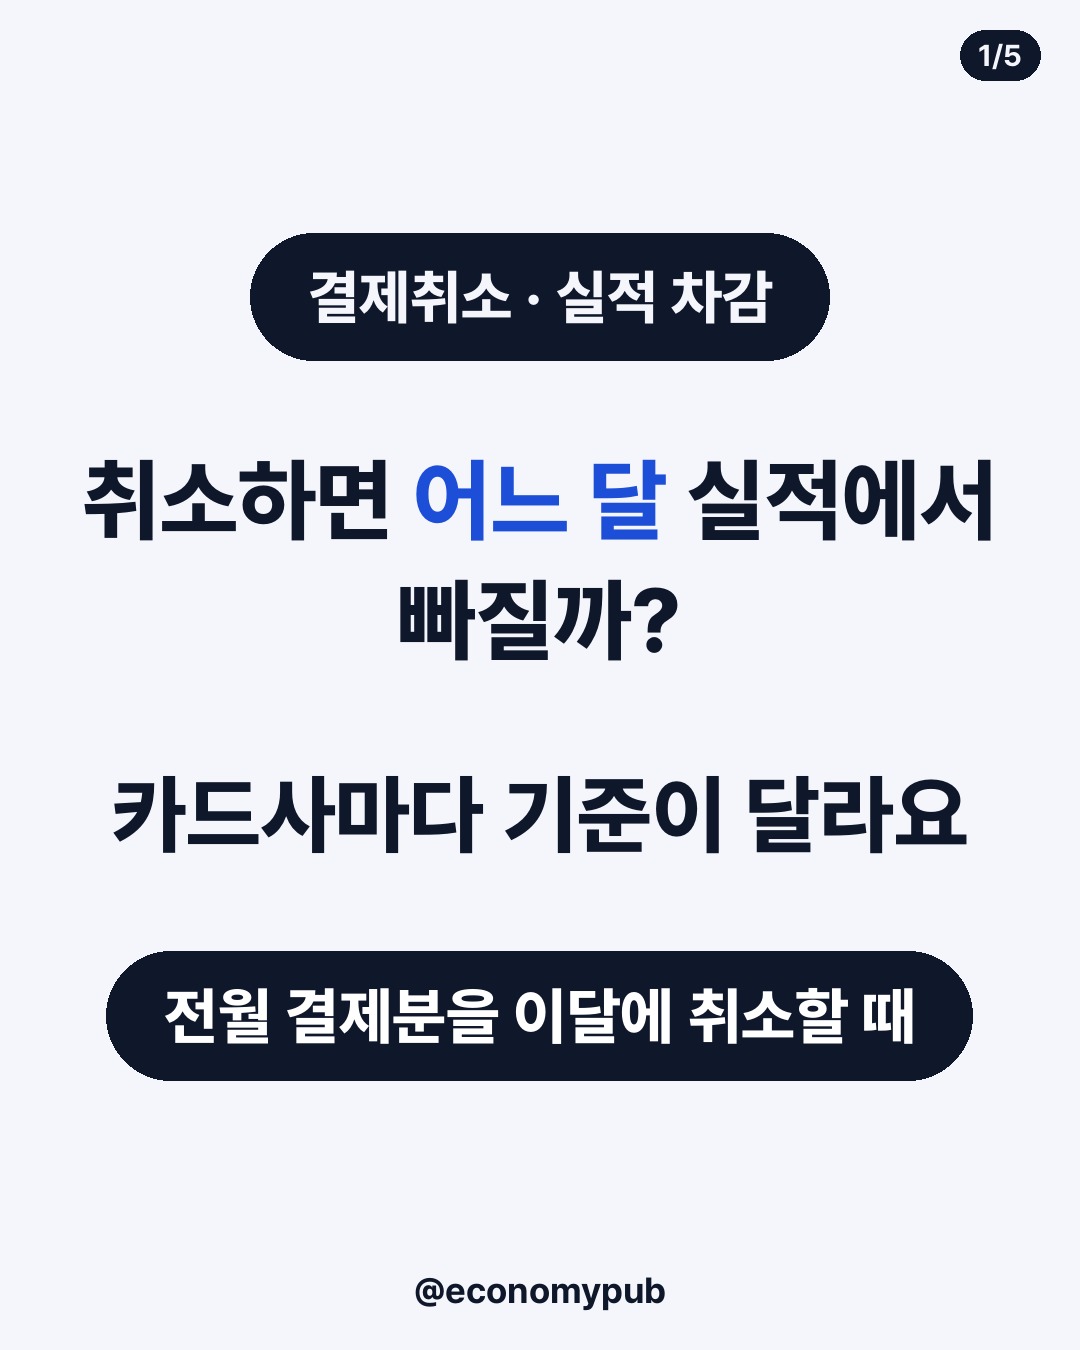 1/5
결제취소 · 실적 차감
취소하면 어느 달 실적에서
빠질까?
카드사마다 기준이 달라요
전월 결제분을 이달에 취소할 때
@economypub